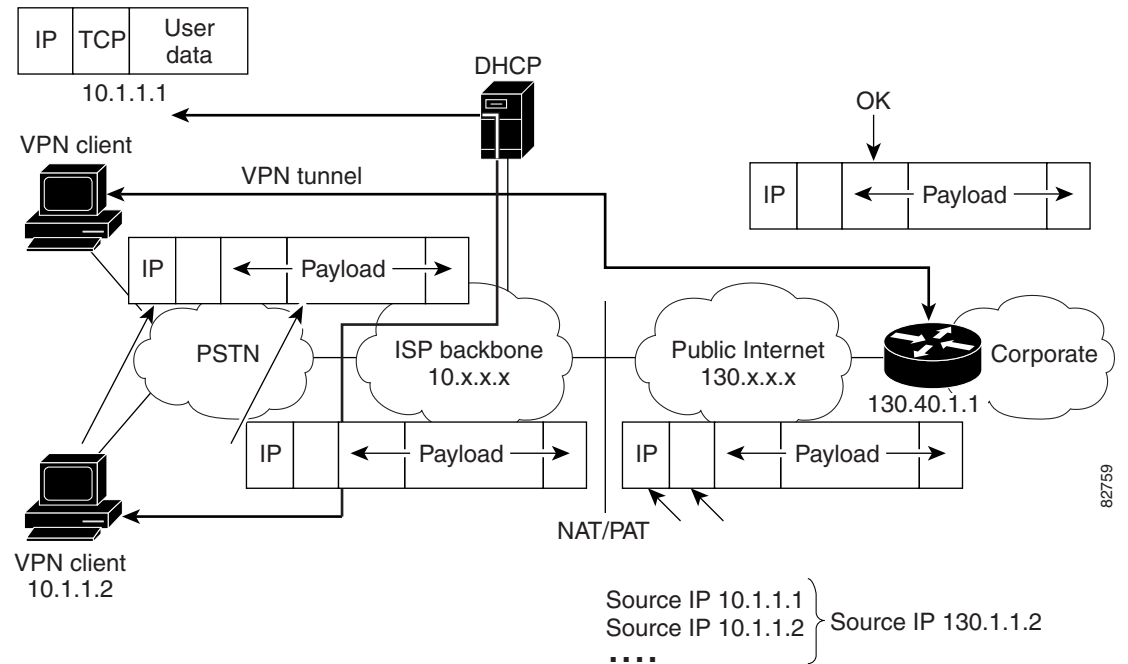 IP TCP User data
10.1.1.1
DHCP
OK
VPN client
VPN tunnel
IP Payload
IP Payload
PSTN
ISP backbone
10.x.x.x
Public Internet
130.x.x.x
Corporate
130.40.1.1
IP Payload
IP Payload
82759
NAT/PAT
VPN client
10.1.1.2
Source IP 10.1.1.1
Source IP 10.1.1.2
Source IP 130.1.1.2
....